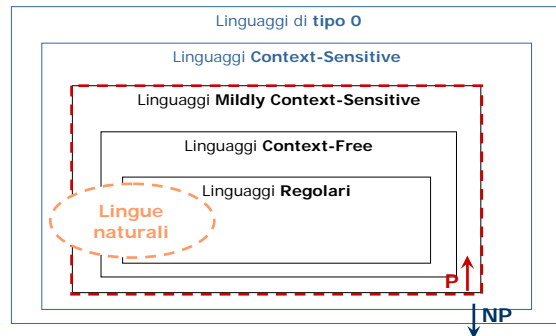 Linguaggi di tipo 0
Linguaggi Context-Sensitive
Linguaggi Mildly Context-Sensitive
Linguaggi Context-Free
Linguaggi Regolari
Lingue
naturali
P
NP